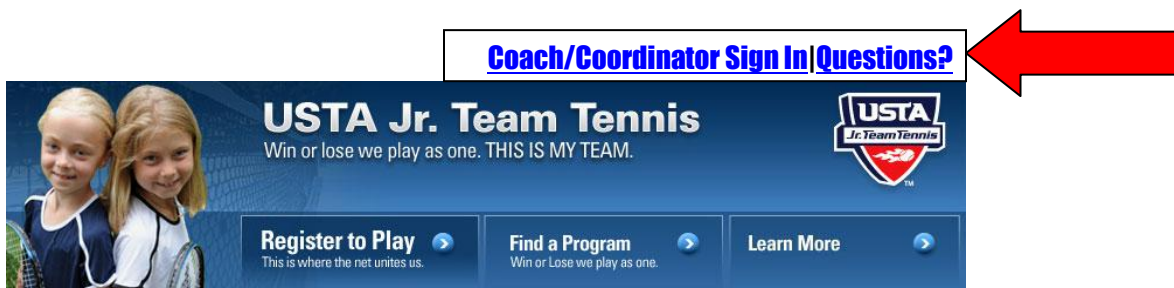 Coach/Coordinator Sign In|Questions?
USTA Jr. Team Tennis
Win or lose we play as one. THIS IS MY TEAM.
USTA
Jr.TeamTennis
TM
Register to Play
This is where the net unites us.
Find a Program
Win or Lose we play as one.
Learn More